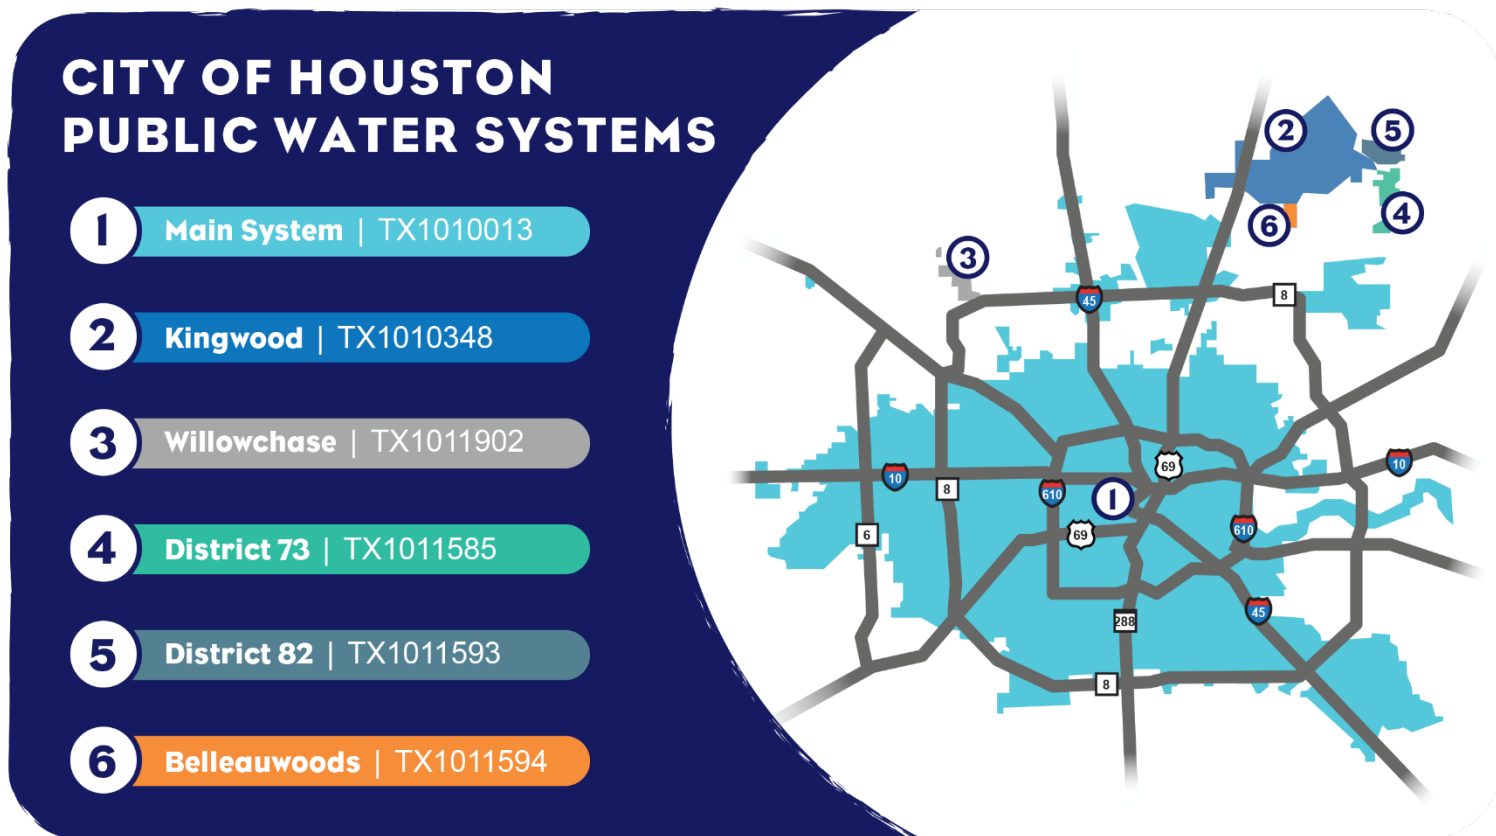 CITY OF HOUSTON
PUBLIC WATER SYSTEMS
1 Main System | TX1010013
2 Kingwood | TX1010348
3 Willowchase | TX1011902
4 District 73 | TX1011585
5 District 82 | TX1011593
6 Belleauwoods | TX1011594
2
5
4
6
3
45
8
69
10
10
8
610
1
6
69
610
45
288
8